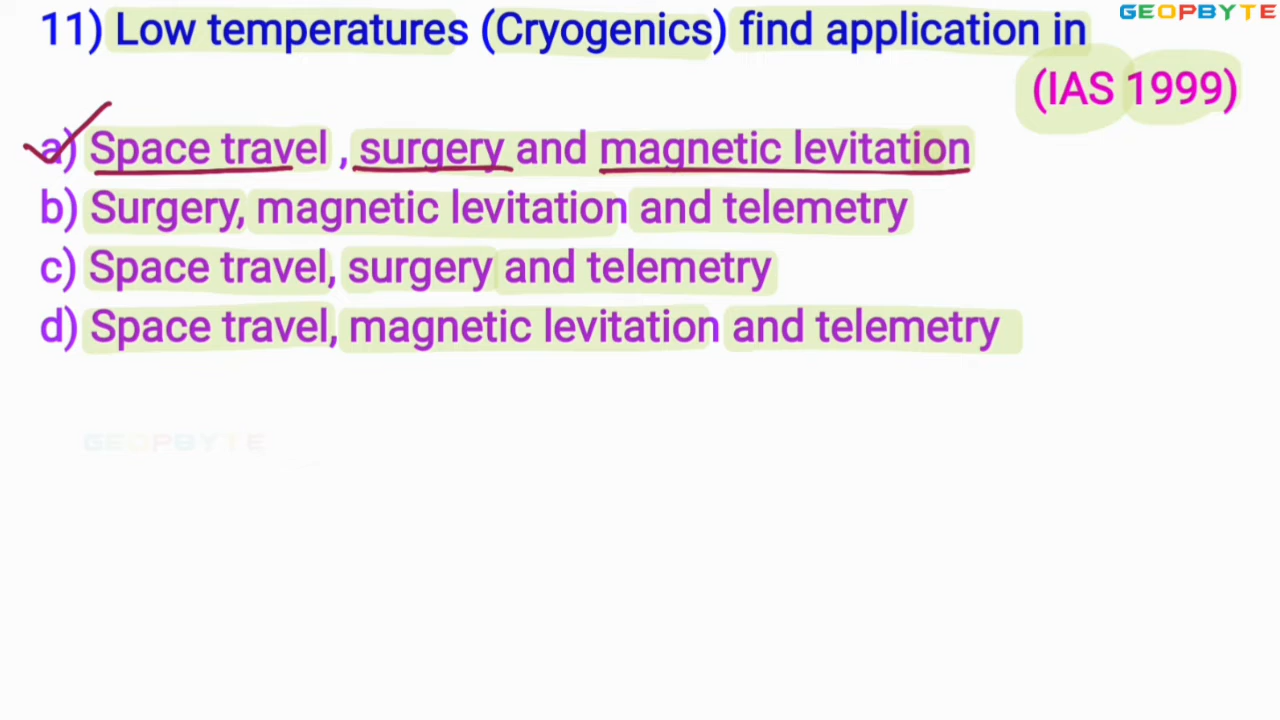 GEOPBYTE
11) Low temperatures (Cryogenics) find application in
(IAS 1999)
a) Space travel , surgery and magnetic levitation
b) Surgery, magnetic levitation and telemetry
c) Space travel, surgery and telemetry
d) Space travel, magnetic levitation and telemetry
GEOPBYTE